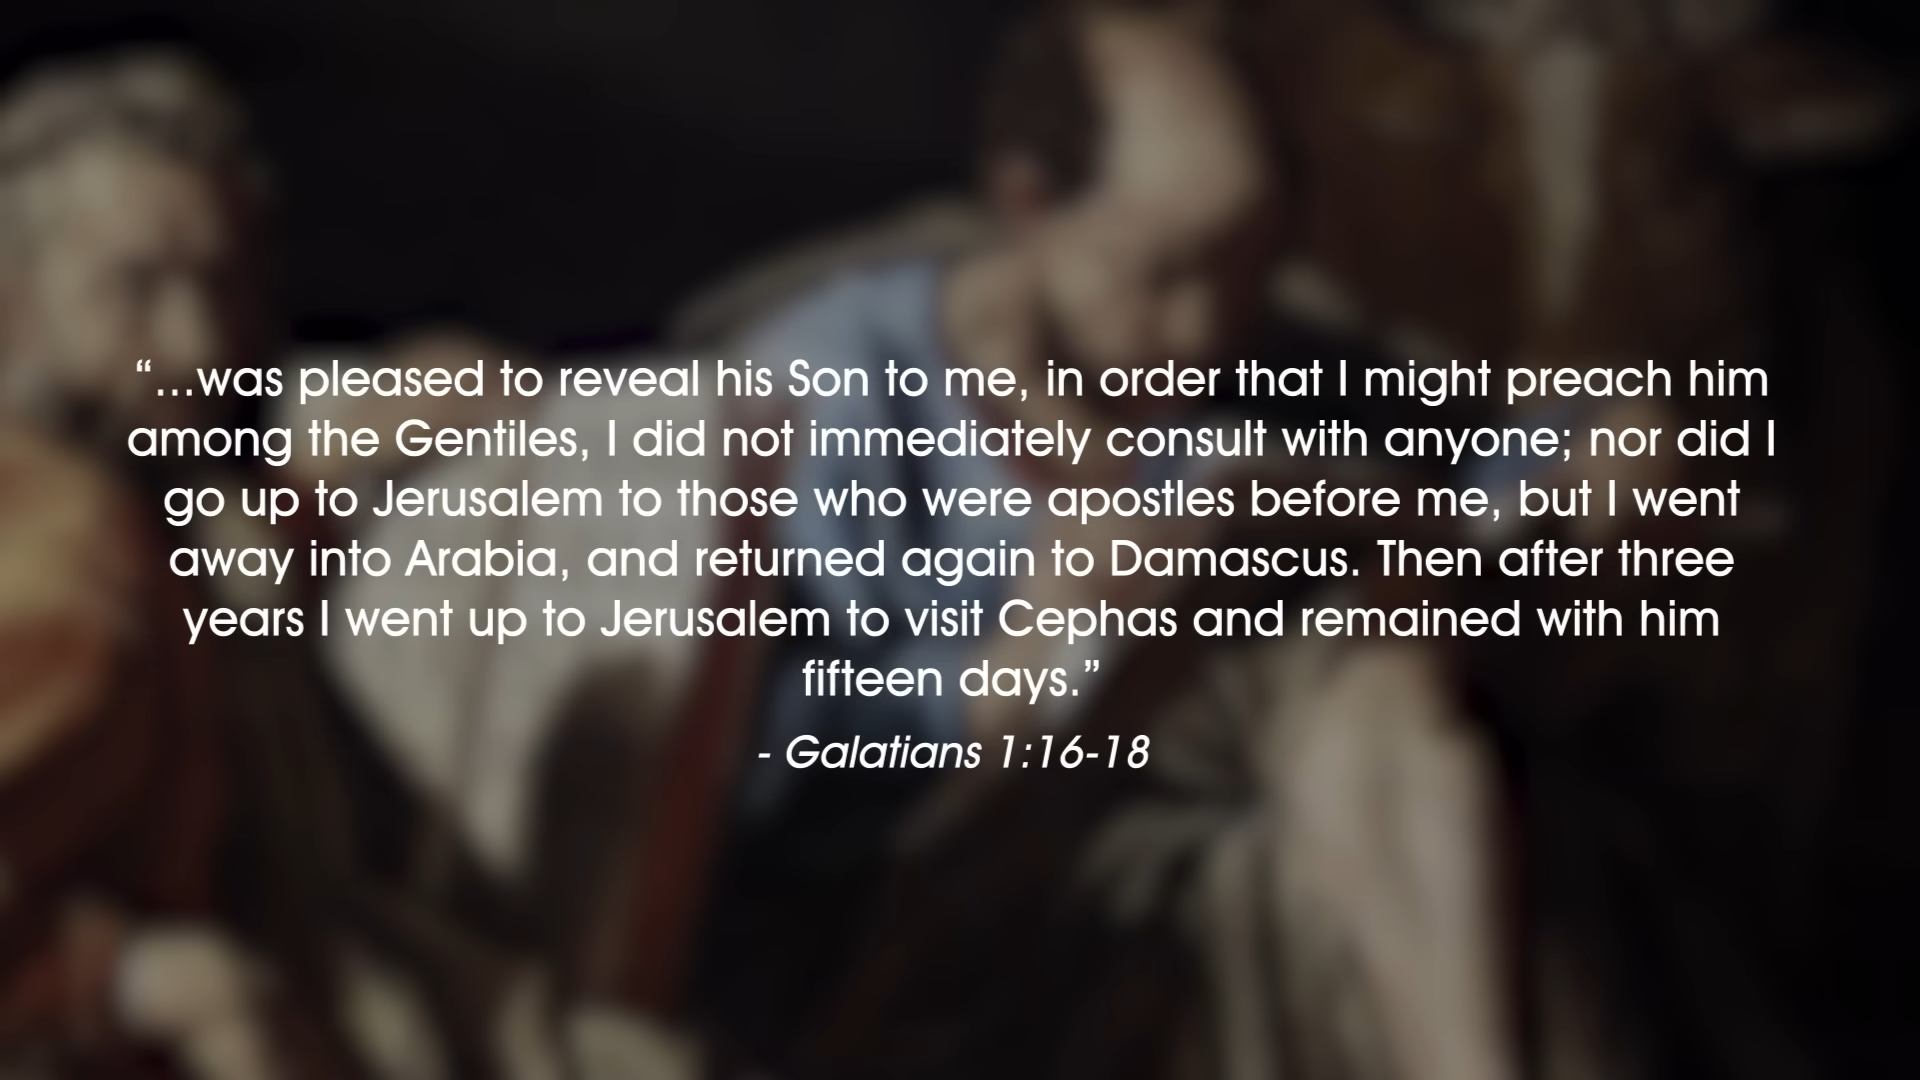 “...was pleased to reveal his Son to me, in order that I might preach him
among the Gentiles, I did not immediately consult with anyone; nor did I
go up to Jerusalem to those who were apostles before me, but I went
away into Arabia, and returned again to Damascus. Then after three
years I went up to Jerusalem to visit Cephas and remained with him
fifteen days.”
- Galatians 1:16-18